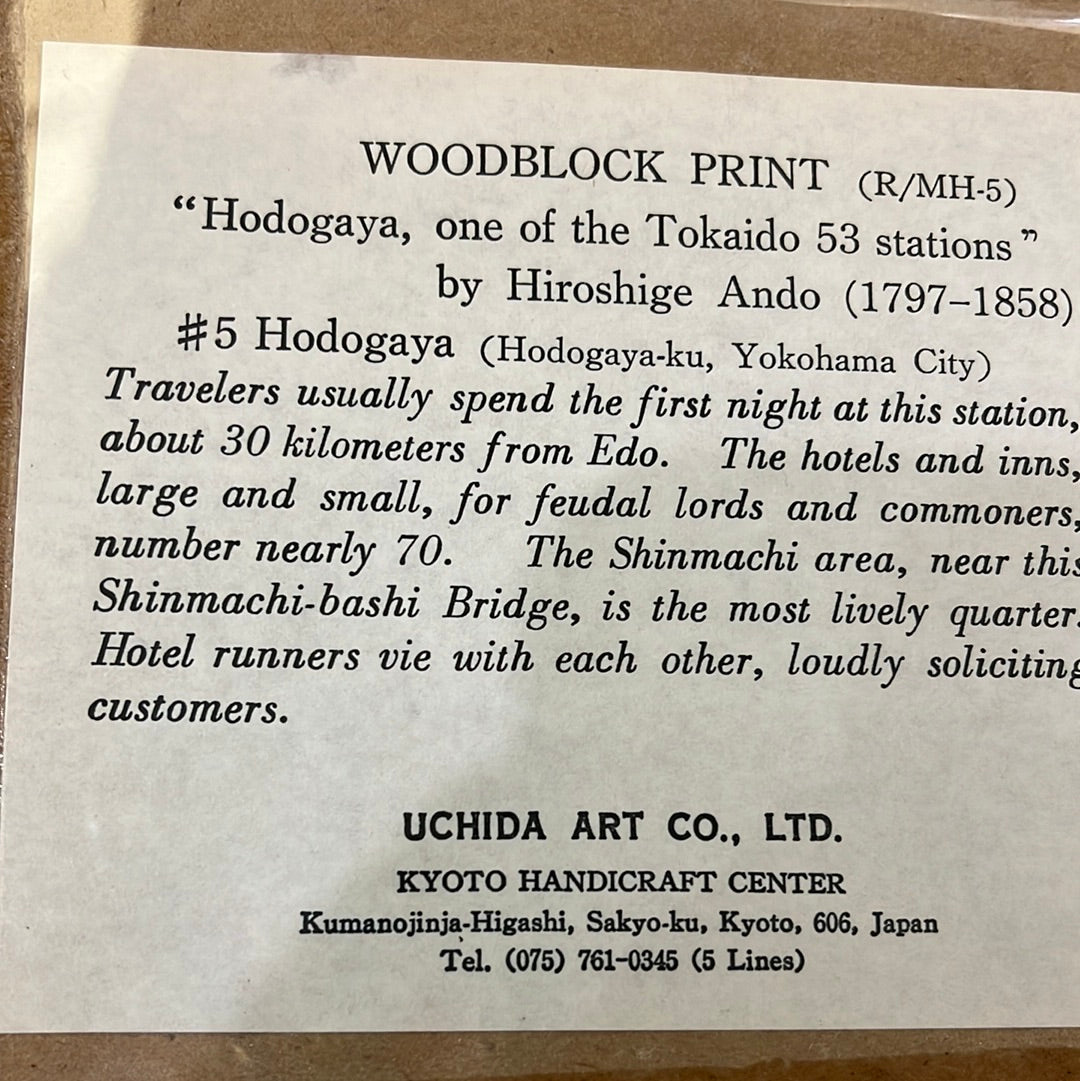 WOODBLOCK PRINT (R/MH-5)
“Hodogaya, one of the Tokaido 53 stations”
by Hiroshige Ando (1797–1858)
#5 Hodogaya (Hodogaya-ku, Yokohama City)
Travelers usually spend the first night at this station,
about 30 kilometers from Edo. The hotels and inns,
large and small, for feudal lords and commoners,
number nearly 70. The Shinmachi area, near this
Shinmachi-bashi Bridge, is the most lively quarter.
Hotel runners vie with each other, loudly soliciting
customers.
UCHIDA ART CO., LTD.
KYOTO HANDICRAFT CENTER
Kumanojinja-Higashi, Sakyo-ku, Kyoto, 606, Japan
Tel. (075) 761-0345 (5 Lines)